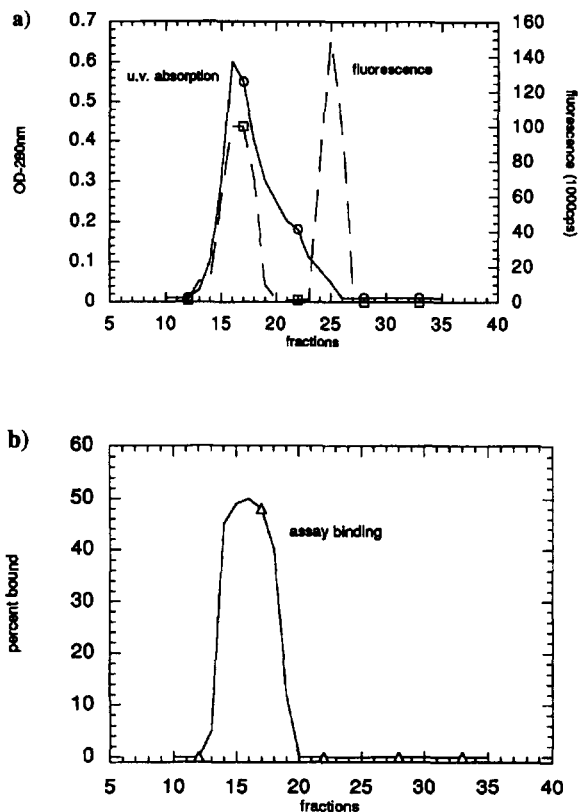 a)
0.7
0.6
0.5
0.4
0.3
0.2
0.1
0
OD-280nm
u.v. absorption
fluorescence
160
140
120
100
80
60
40
20
0
fluorescence (1000cps)
5 10 15 20 25 30 35 40
fractions
b)
60
50
40
30
20
10
0
percent bound
assay binding
5 10 15 20 25 30 35 40
fractions